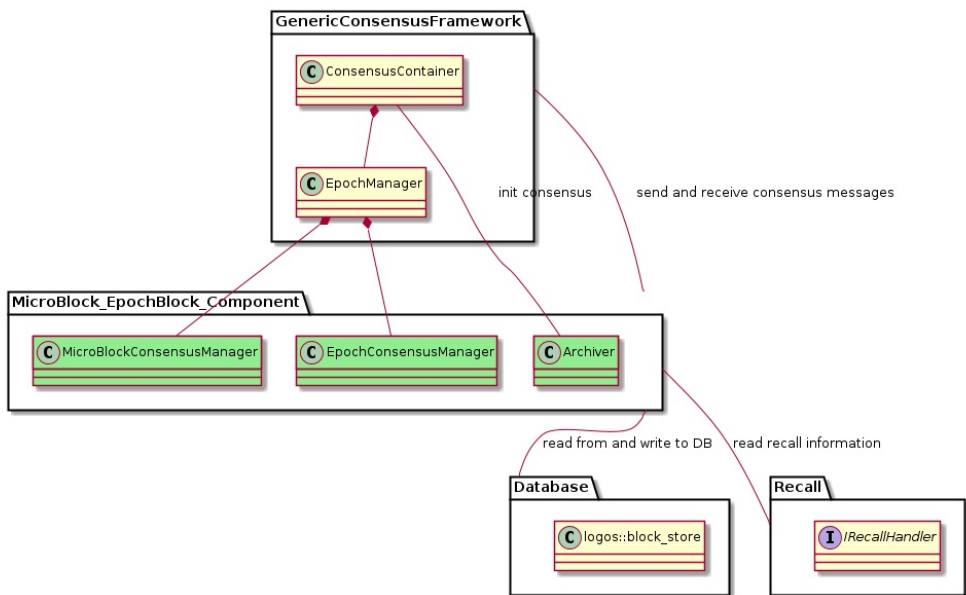 GenericConsensusFramework
C ConsensusContainer
C EpochManager
init consensus
send and receive consensus messages
MicroBlock_EpochBlock_Component
C MicroBlockConsensusManager
C EpochConsensusManager
C Archiver
read from and write to DB
read recall information
Database
Recall
C logos::block_store
I IRecallHandler